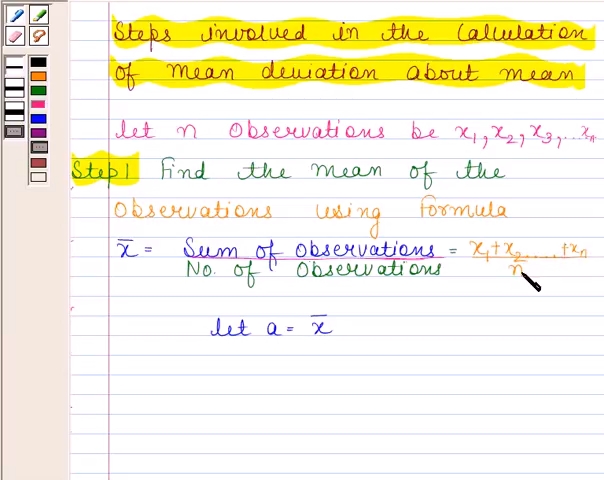 Steps involved in the Calculation
of mean deviation about mean
let n Observations be x₁, x₂, x₃, ...xₙ
Step1 Find the mean of the
Observations using Formula
x̄ = Sum of Observations / No. of Observations = x₁+x₂.....+xₙ / n
let a = x̄